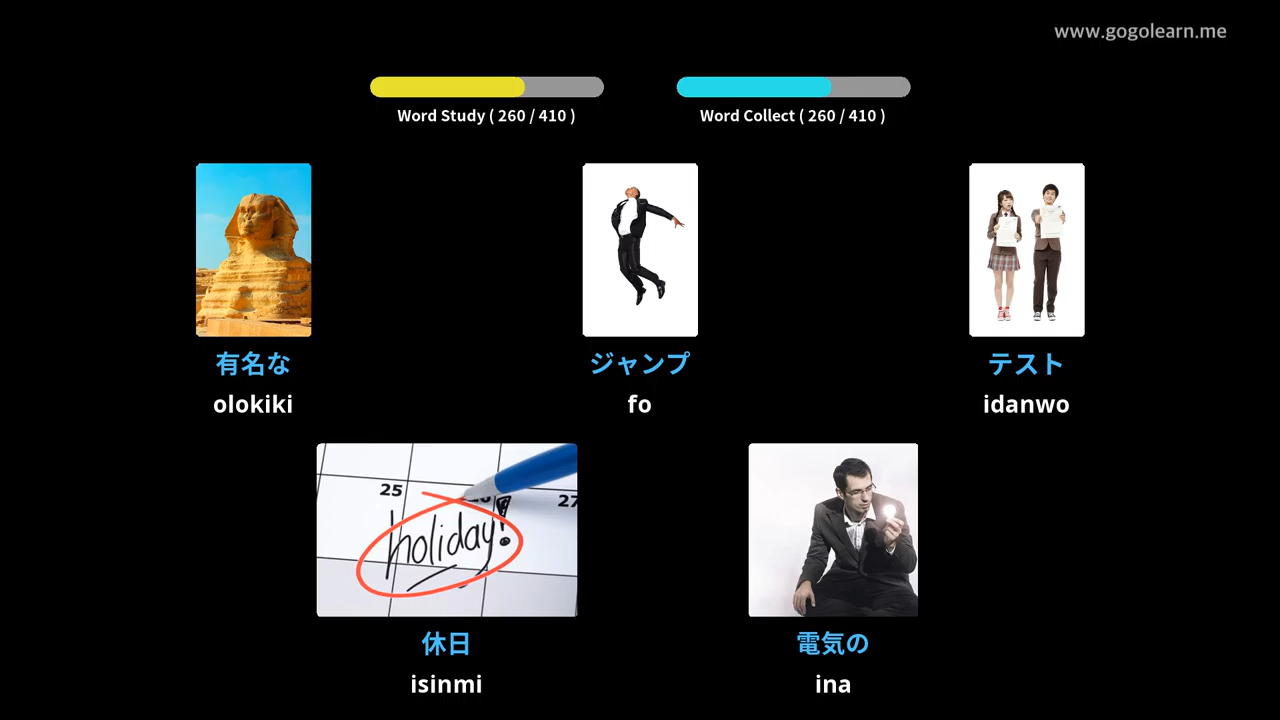 www.gogolearn.me
Word Study ( 260 / 410 )
Word Collect ( 260 / 410 )
有名な
olokiki
ジャンプ
fo
テスト
idanwo
25
27
holiday!
休日
isinmi
電気の
ina